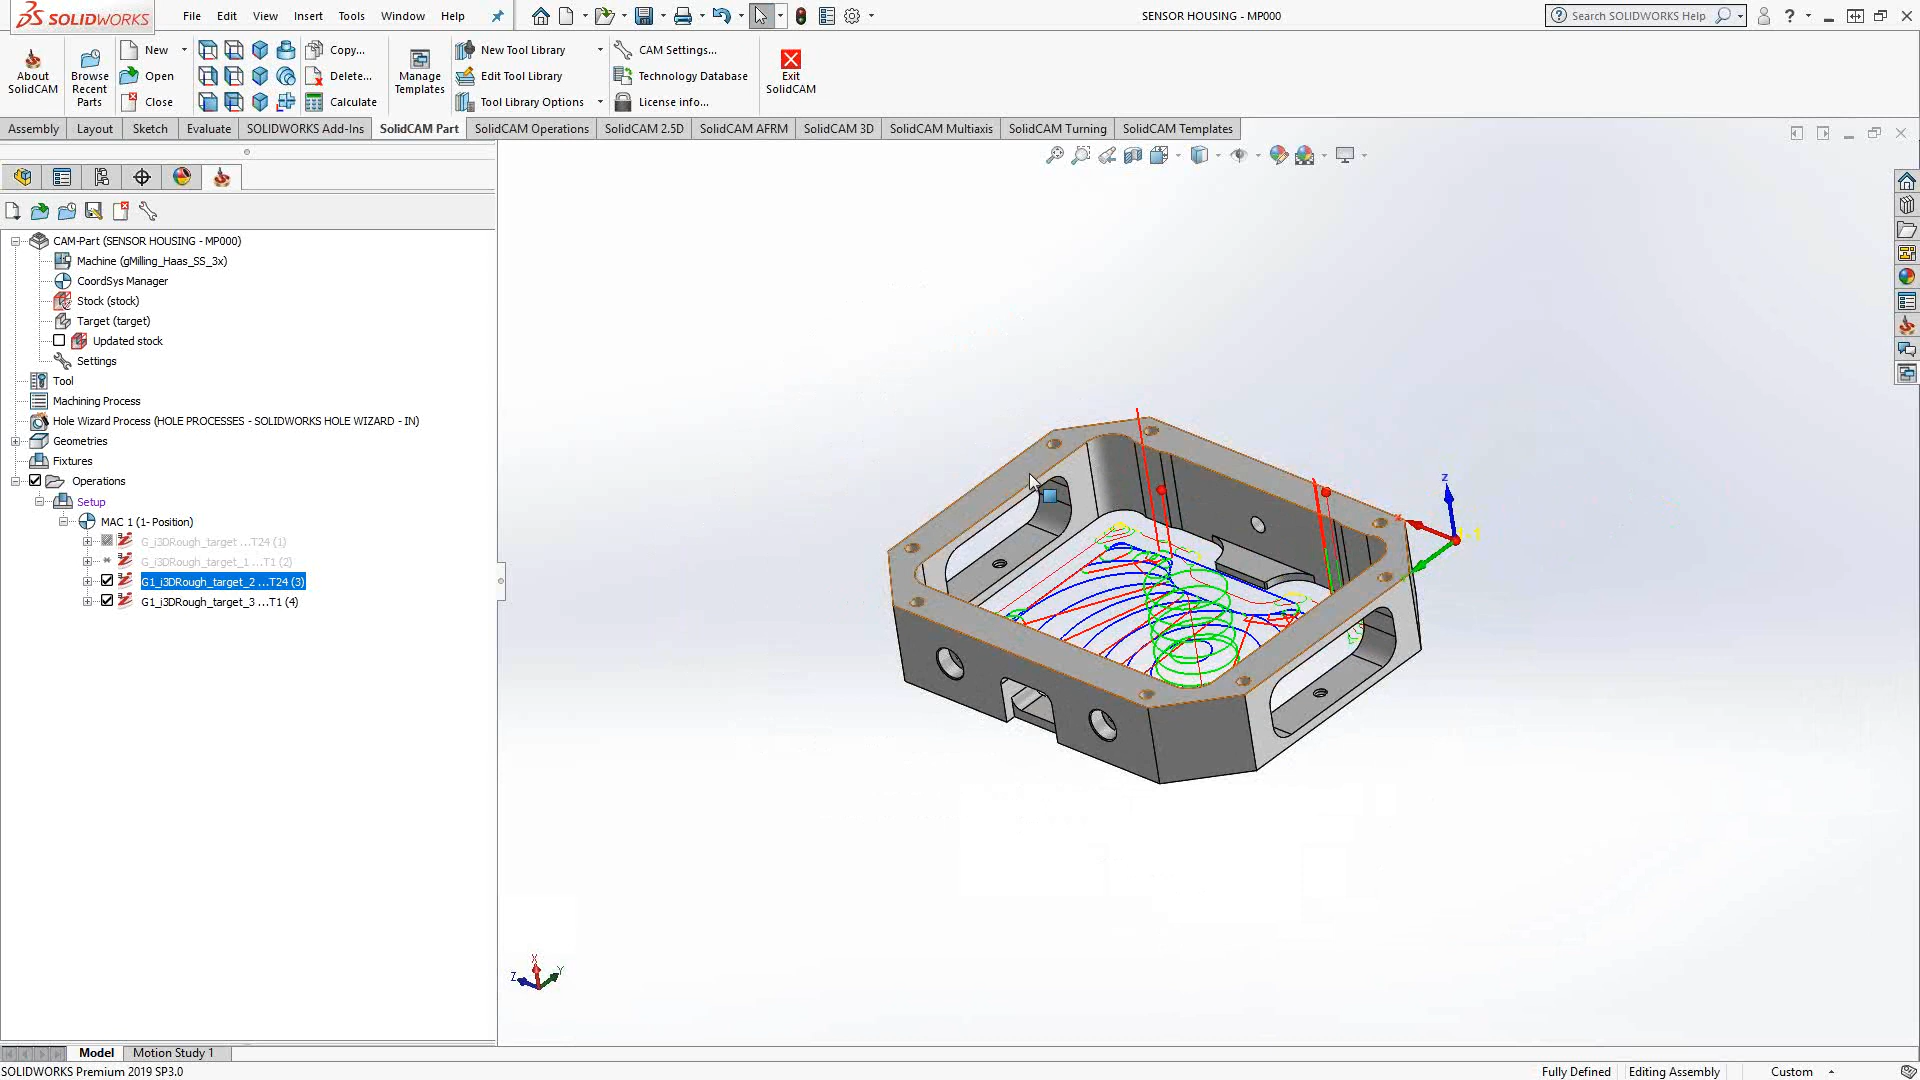 SOLIDWORKS File Edit View Insert Tools Window Help SENSOR HOUSING - MP000 Search SOLIDWORKS Help
About SolidCAM
Browse Recent Parts
New
Open
Close
Copy...
Delete...
Calculate
Manage Templates
New Tool Library
Edit Tool Library
Tool Library Options
CAM Settings...
Technology Database
License info...
Exit SolidCAM
Assembly Layout Sketch Evaluate SOLIDWORKS Add-Ins SolidCAM Part SolidCAM Operations SolidCAM 2.5D SolidCAM AFRM SolidCAM 3D SolidCAM Multiaxis SolidCAM Turning SolidCAM Templates
CAM-Part (SENSOR HOUSING - MP000)
Machine (gMilling_Haas_SS_3x)
CoordSys Manager
Stock (stock)
Target (target)
Updated stock
Settings
Tool
Machining Process
Hole Wizard Process (HOLE PROCESSES - SOLIDWORKS HOLE WIZARD - IN)
Geometries
Fixtures
Operations
Setup
MAC 1 (1- Position)
G_i3DRough_target ...T24 (1)
G_i3DRough_target_1 ...T1 (2)
G1_i3DRough_target_2 ...T24 (3)
G1_i3DRough_target_3 ...T1 (4)
Z
X
Y
Z
Model Motion Study 1
SOLIDWORKS Premium 2019 SP3.0 Fully Defined Editing Assembly Custom